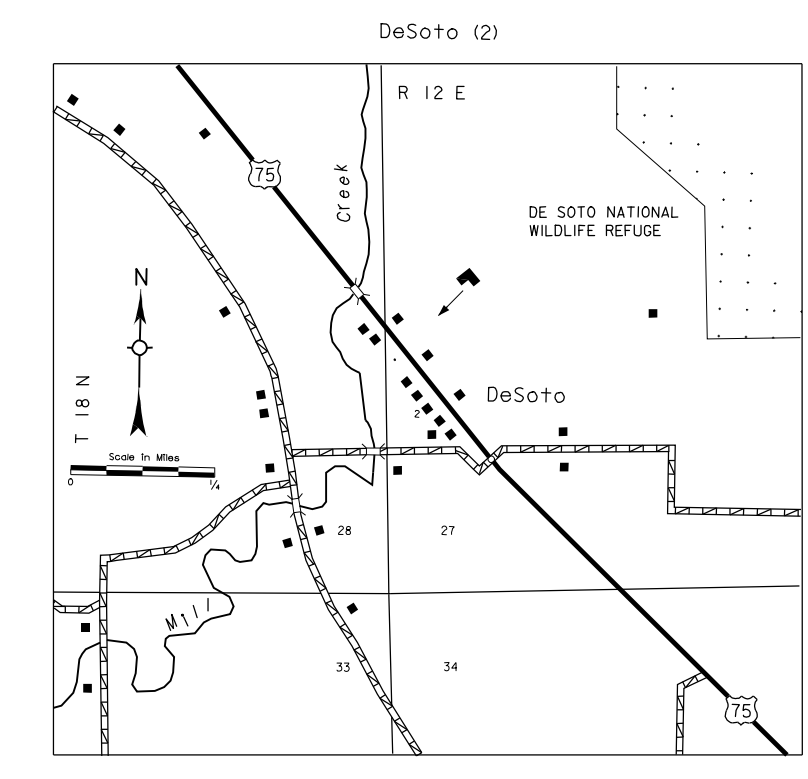 DeSoto (2)
R 12 E
75
Creek
DE SOTO NATIONAL
WILDLIFE REFUGE
N
T 18 N
DeSoto
2
Scale in Miles
0 1/4
28
27
Mill
33
34
75